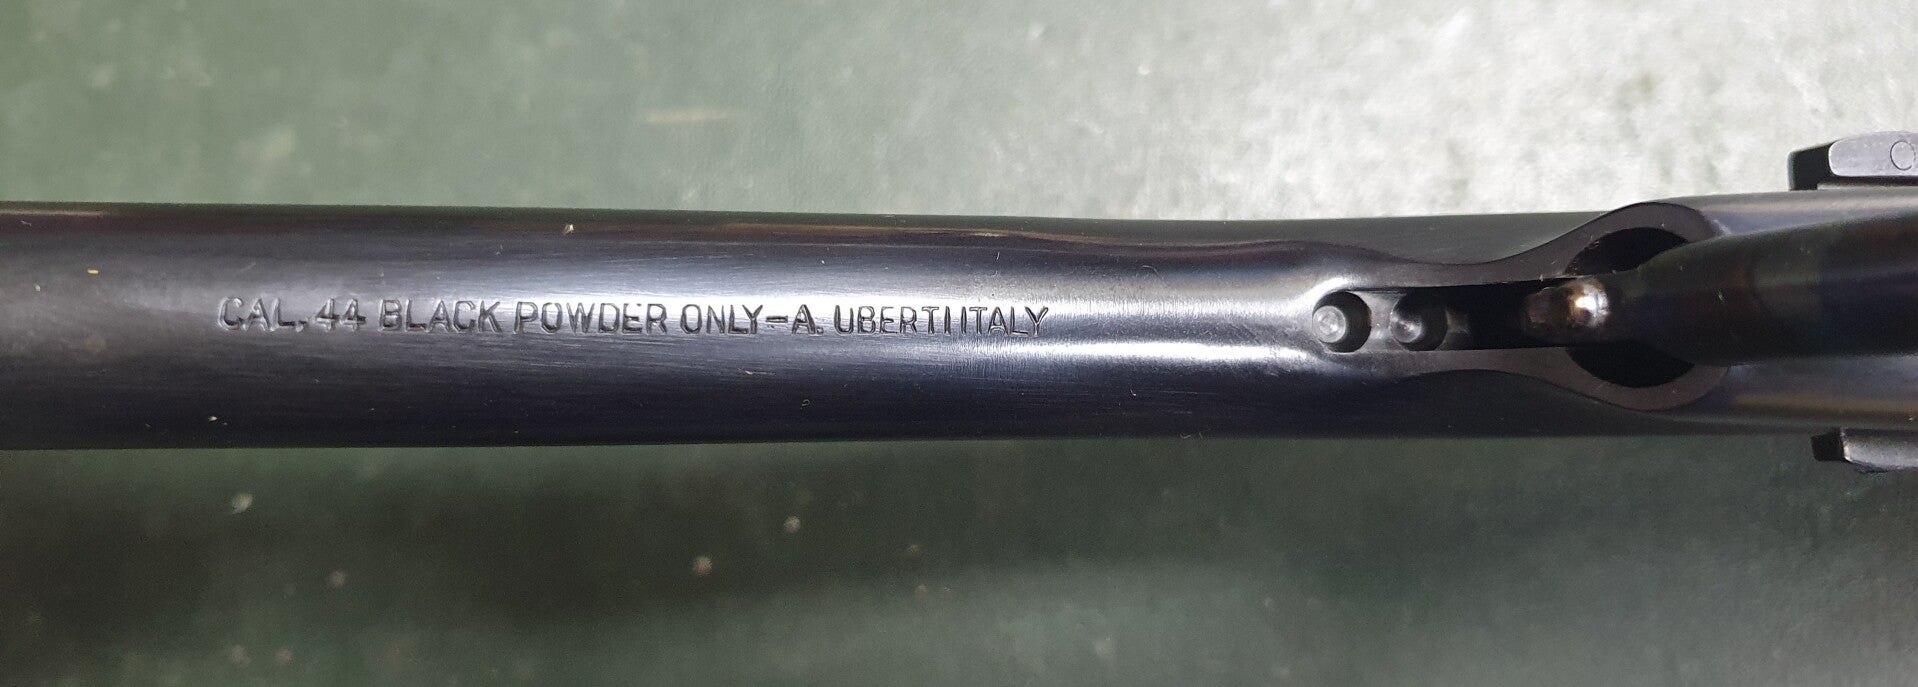 CAL. 44 BLACK POWDER ONLY-A. UBERTI ITALY